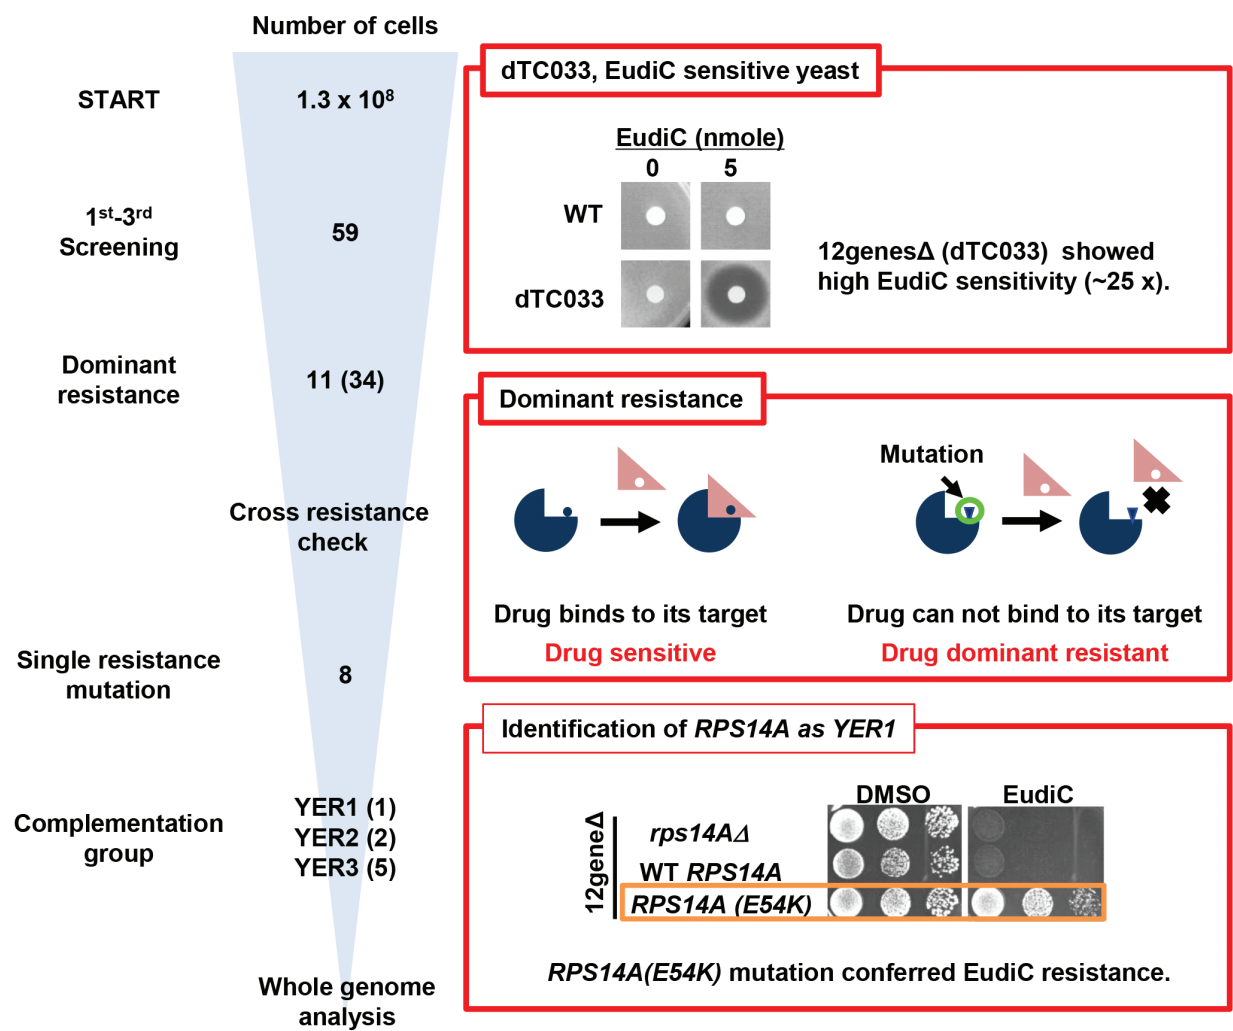 Number of cells
START
1.3 x 10⁸
1ˢᵗ-3ʳᵈ
Screening
59
Dominant
resistance
11 (34)
Cross resistance
check
Single resistance
mutation
8
Complementation
group
YER1 (1)
YER2 (2)
YER3 (5)
Whole genome
analysis
dTC033, EudiC sensitive yeast
EudiC (nmole)
0 5
WT
dTC033
12genesΔ (dTC033) showed
high EudiC sensitivity (~25 x).
Dominant resistance
Mutation
Drug binds to its target
Drug sensitive
Drug can not bind to its target
Drug dominant resistant
Identification of RPS14A as YER1
DMSO EudiC
12geneΔ
rps14AΔ
WT RPS14A
RPS14A (E54K)
RPS14A(E54K) mutation conferred EudiC resistance.